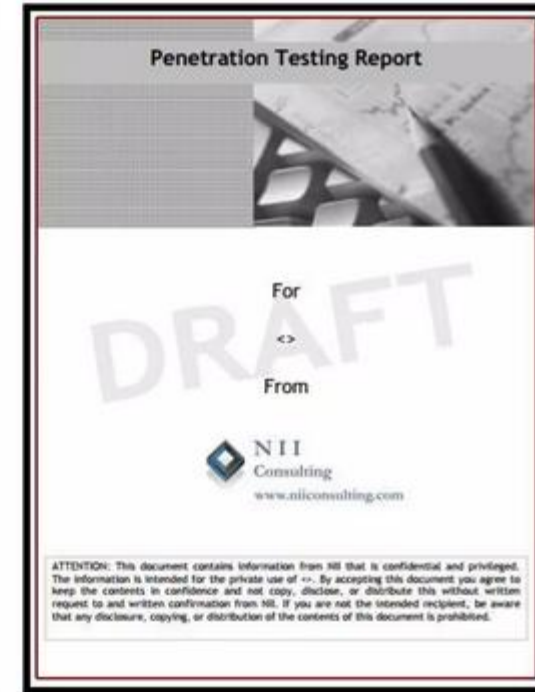 Penetration Testing Report
For
DRAFT
<>
From
NII
Consulting
www.niiconsulting.com
ATTENTION: This document contains information from NII that is confidential and privileged.
The information is intended for the private use of <>. By accepting this document you agree to
keep the contents in confidence and not copy, disclose, or distribute this without written
request to and written confirmation from NII. If you are not the intended recipient, be aware
that any disclosure, copying, or distribution of the contents of this document is prohibited.